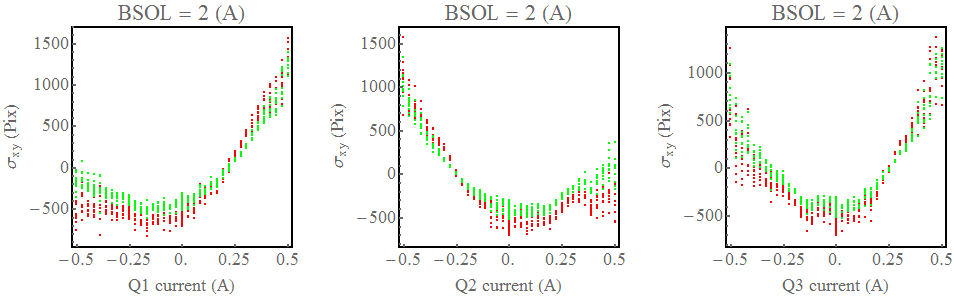 BSOL = 2 (A)
σxy (Pix)
1500
1000
500
0
−500
−0.5 −0.25 0. 0.25 0.5
Q1 current (A)
BSOL = 2 (A)
σxy (Pix)
1500
1000
500
0
−500
−0.5 −0.25 0. 0.25 0.5
Q2 current (A)
BSOL = 2 (A)
σxy (Pix)
1000
500
0
−500
−0.5 −0.25 0. 0.25 0.5
Q3 current (A)